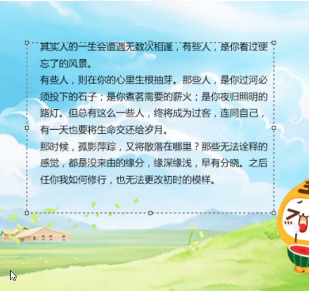 其实人的一生会遭遇无数次相逢，有些人，是你看过便
忘了的风景。
有些人，则在你的心里生根抽芽。那些人，是你过河必
须投下的石子；是你煮茗需要的薪火；是你夜归照明的
路灯。但总有这么一些人，终将成为过客，连同自己，
有一天也要将生命交还给岁月。
那时候，孤影萍踪，又将散落在哪里？那些无法诠释的
感觉，都是没来由的缘分，缘深缘浅，早有分晓。之后
任你我如何修行，也无法更改初时的模样。